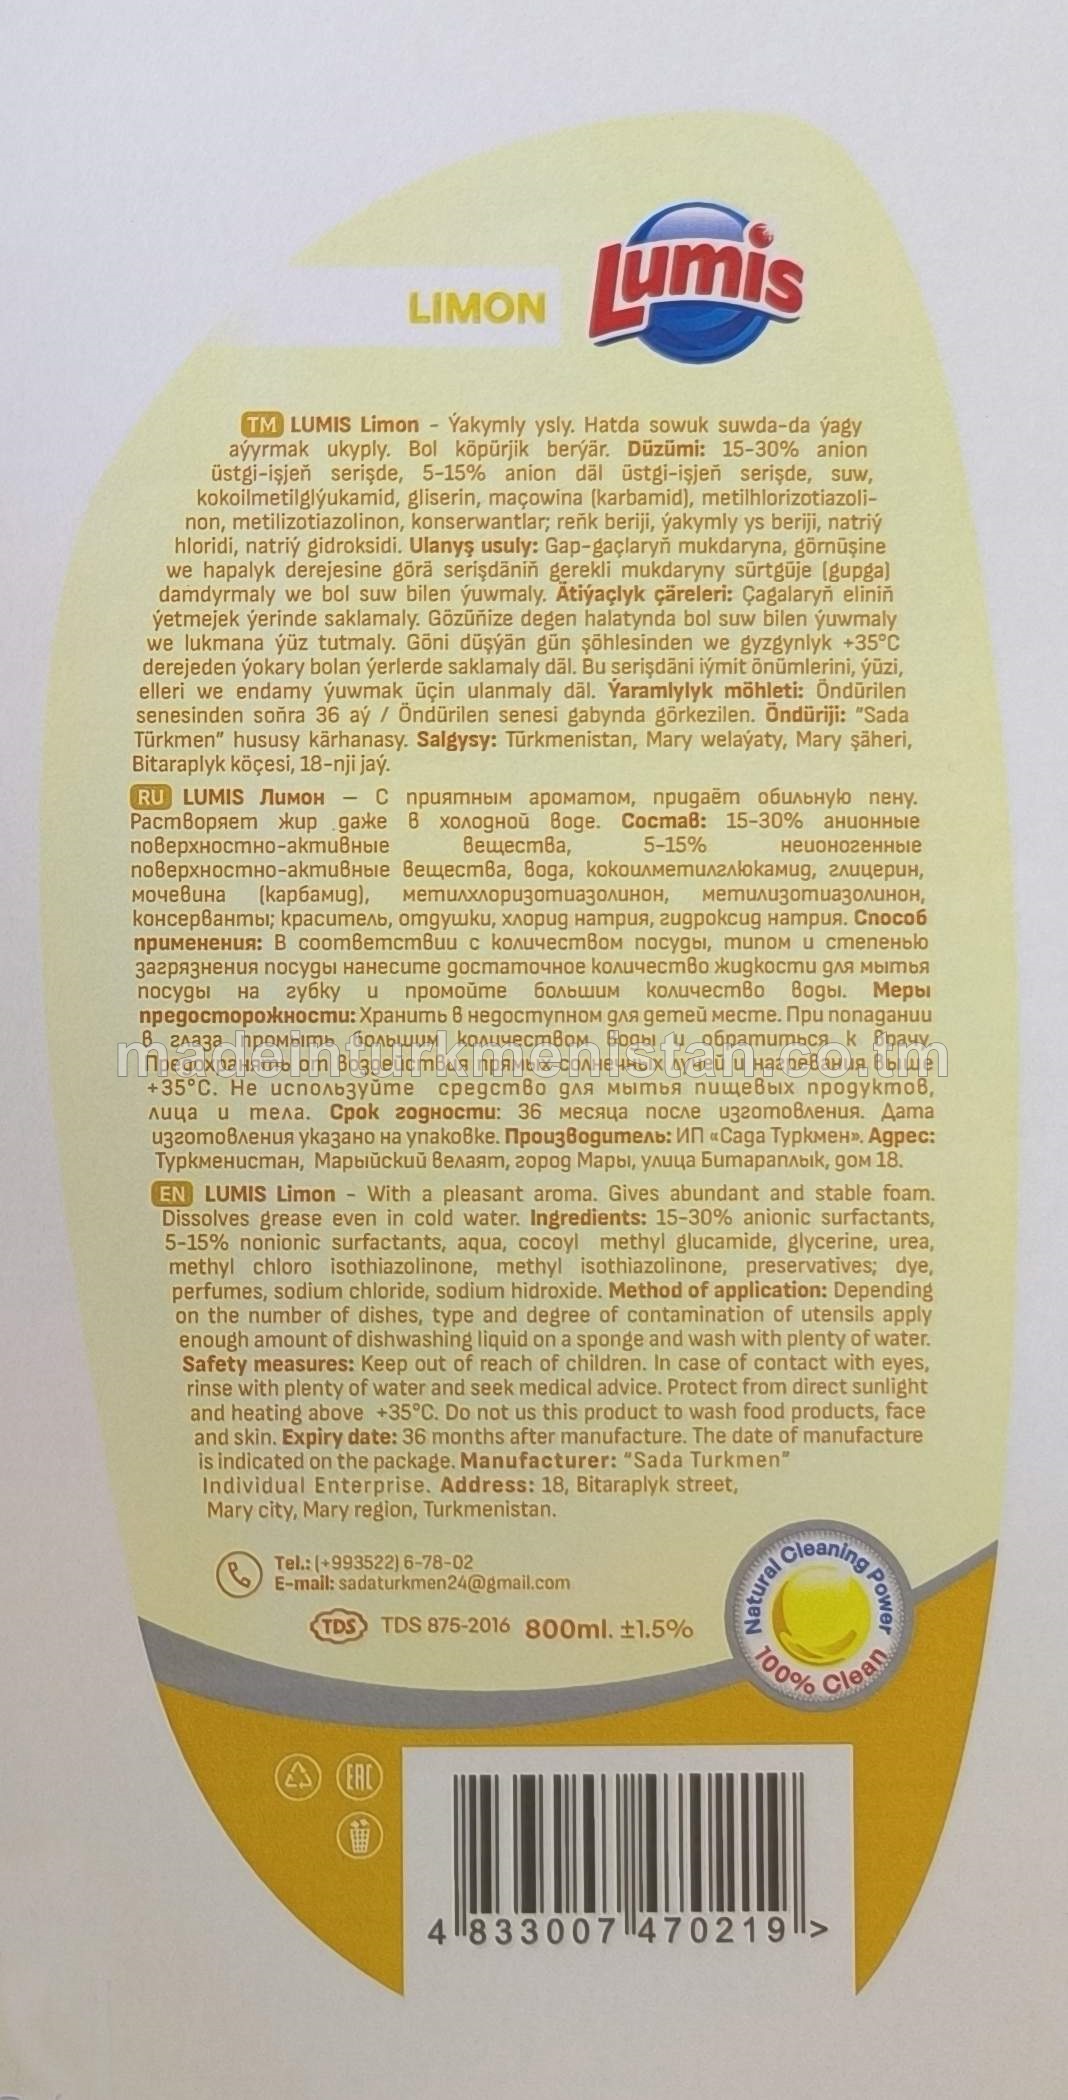 LIMON
Lumis
TM LUMIS Limon - Ýakymly ysly. Hatda sowuk suwda-da ýagy
aýyrmak ukyply. Bol köpürjik berýär. Düzümi: 15-30% anion
üstgi-işjeň serişde, 5-15% anion däl üstgi-işjeň serişde, suw,
kokoilmetilglýukamid, gliserin, maçowina (karbamid), metilhlorizotiazoli-
non, metilizotiazolinon, konserwantlar; reňk beriji, ýakymly ys beriji, natriý
hloridi, natriý gidroksidi. Ulanyş usuly: Gap-gaçlaryň mukdaryna, görnüşine
we hapalyk derejesine görä serişdäniň gerekli mukdaryny sürtgüje (gupga)
damdyrmaly we bol suw bilen ýuwmaly. Ätiýaçlyk çäreleri: Çagalaryň eliniň
ýetmejek ýerinde saklamaly. Gözüňize degen halatynda bol suw bilen ýuwmaly
we lukmana ýüz tutmaly. Göni düşýän gün şöhlesinden we gyzgynlyk +35°C
derejeden ýokary bolan ýerlerde saklamaly däl. Bu serişdäni iýmit önümlerini, ýüzi,
elleri we endamy ýuwmak üçin ulanmaly däl. Ýaramlylyk möhleti: Öndürilen
senesinden soňra 36 aý / Öndürilen senesi gabynda görkezilen. Öndüriji: "Sada
Türkmen" hususy kärhanasy. Salgysy: Türkmenistan, Mary welaýaty, Mary şäheri,
Bitaraplyk köçesi, 18-nji jaý.
RU LUMIS Лимон – С приятным ароматом, придаёт обильную пену.
Растворяет жир даже в холодной воде. Состав: 15-30% анионные
поверхностно-активные вещества, 5-15% неионогенные
поверхностно-активные вещества, вода, кокоилметилглюкамид, глицерин,
мочевина (карбамид), метилхлоризотиазолинон, метилизотиазолинон,
консерванты; краситель, отдушки, хлорид натрия, гидроксид натрия. Способ
применения: В соответствии с количеством посуды, типом и степенью
загрязнения посуды нанесите достаточное количество жидкости для мытья
посуды на губку и промойте большим количество воды. Меры
предосторожности: Хранить в недоступном для детей месте. При попадании
в глаза промыть большим количеством воды и обратиться к врачу.
madeinturkmenistan.co.tm
Предохранять от воздействия прямых солнечных лучей и нагревания выше
+35°C. Не используйте средство для мытья пищевых продуктов,
лица и тела. Срок годности: 36 месяца после изготовления. Дата
изготовления указано на упаковке. Производитель: ИП «Сада Туркмен». Адрес:
Туркменистан, Марыйский велаят, город Мары, улица Битараплык, дом 18.
EN LUMIS Limon - With a pleasant aroma. Gives abundant and stable foam.
Dissolves grease even in cold water. Ingredients: 15-30% anionic surfactants,
5-15% nonionic surfactants, aqua, cocoyl methyl glucamide, glycerine, urea,
methyl chloro isothiazolinone, methyl isothiazolinone, preservatives; dye,
perfumes, sodium chloride, sodium hidroxide. Method of application: Depending
on the number of dishes, type and degree of contamination of utensils apply
enough amount of dishwashing liquid on a sponge and wash with plenty of water.
Safety measures: Keep out of reach of children. In case of contact with eyes,
rinse with plenty of water and seek medical advice. Protect from direct sunlight
and heating above +35°C. Do not us this product to wash food products, face
and skin. Expiry date: 36 months after manufacture. The date of manufacture
is indicated on the package. Manufacturer: "Sada Turkmen"
Individual Enterprise. Address: 18, Bitaraplyk street,
Mary city, Mary region, Turkmenistan.
Tel.: (+993522) 6-78-02
E-mail: sadaturkmen24@gmail.com
TDS TDS 875-2016 800ml. ±1.5%
Natural Cleaning Power
100% Clean
EAC
4 833007 470219 >